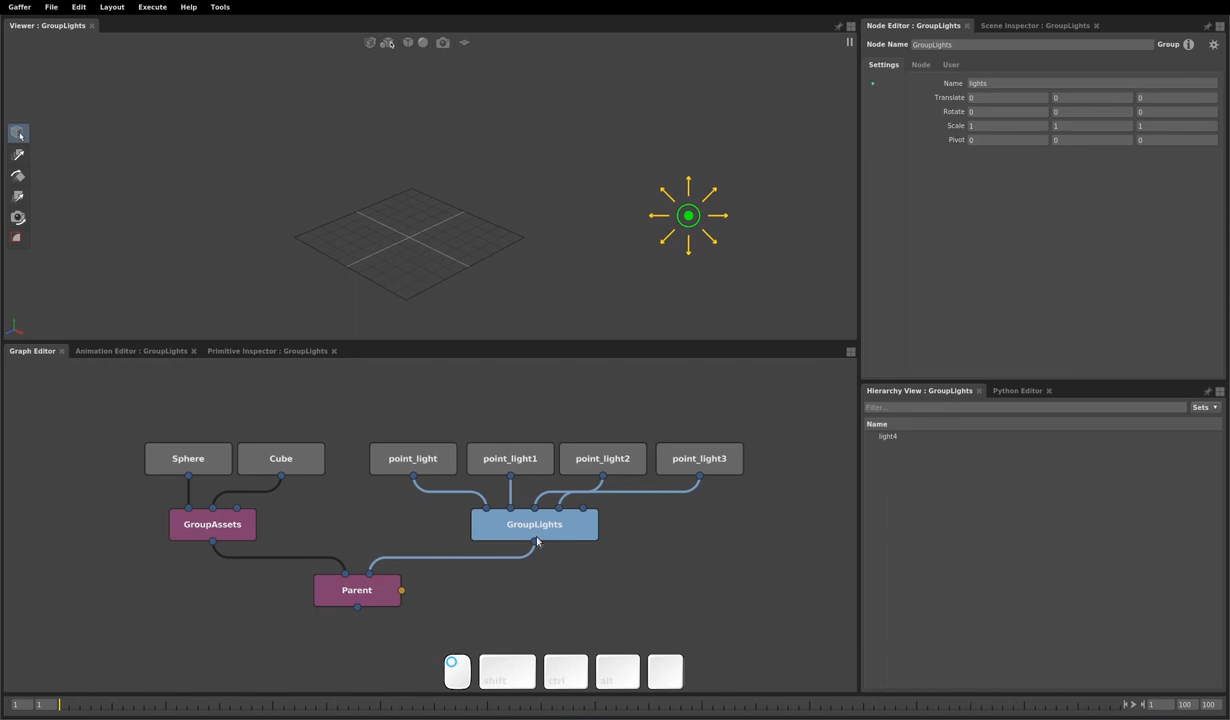 Gaffer File Edit Layout Execute Help Tools
Viewer : GroupLights
Node Editor : GroupLights Scene Inspector : GroupLights
Node Name GroupLights Group
Settings Node User
Name lights
Translate 0 0 0
Rotate 0 0 0
Scale 1 1 1
Pivot 0 0 0
Graph Editor Animation Editor : GroupLights Primitive Inspector : GroupLights
Sphere Cube point_light point_light1 point_light2 point_light3
GroupAssets GroupLights
Parent
shift ctrl alt
Hierarchy View : GroupLights Python Editor
Filter... Sets
Name
light4
1 1 1 100 100